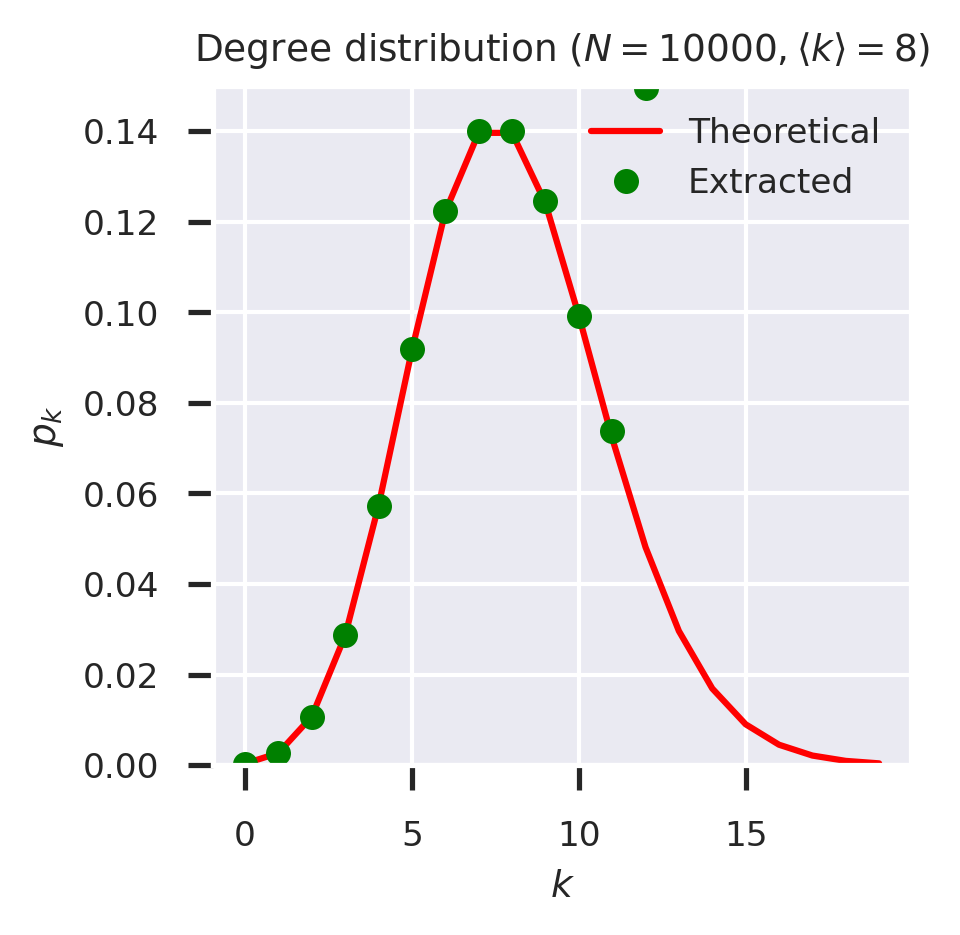 Degree distribution (N = 10000, ⟨k⟩ = 8)
Theoretical
Extracted
0.14
0.12
0.10
0.08
0.06
0.04
0.02
0.00
p_k
0 5 10 15
k